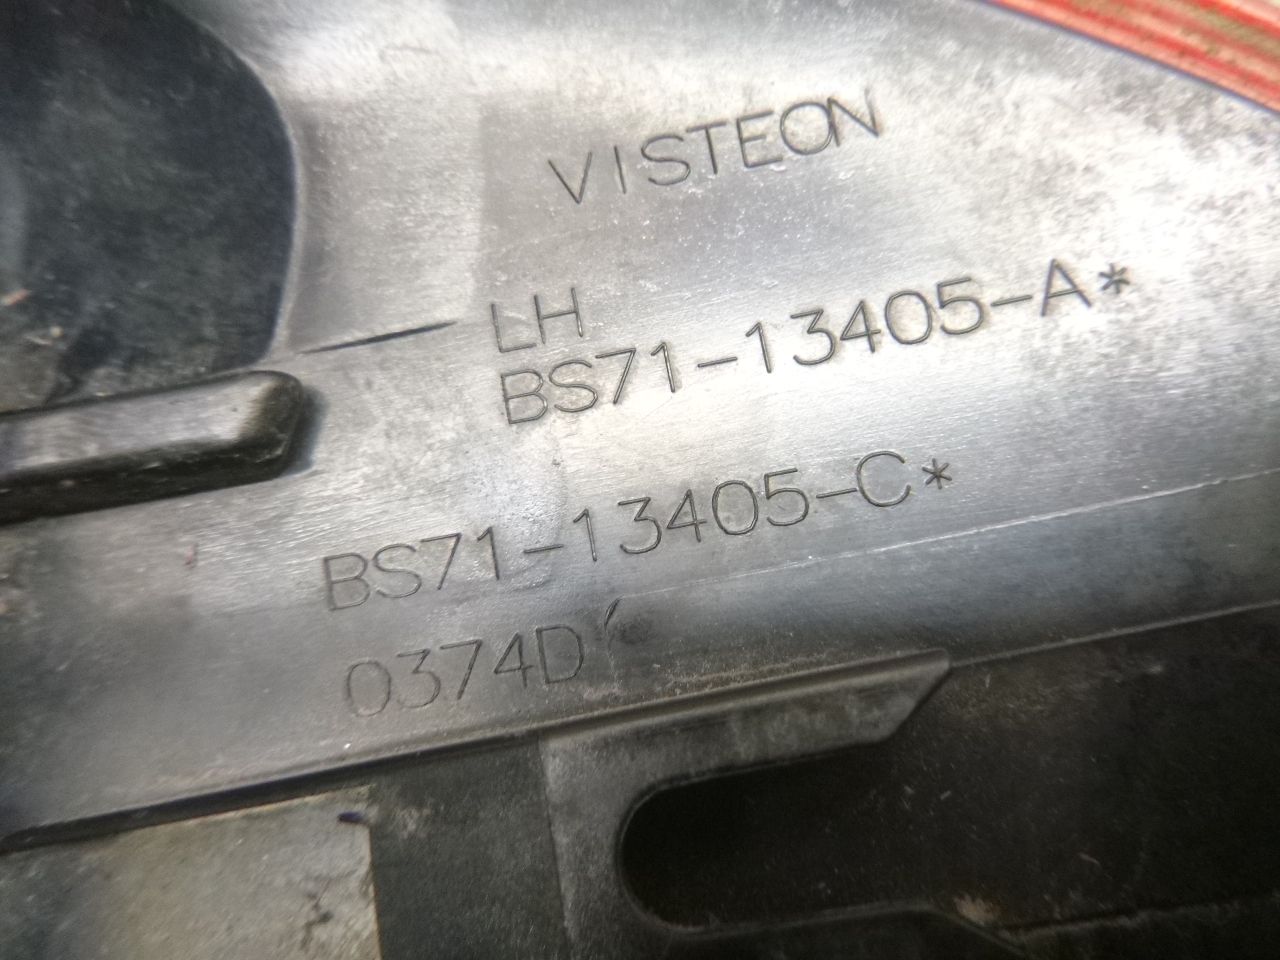 VISTEON
LH
BS71-13405-A*
BS71-13405-C*
0374D